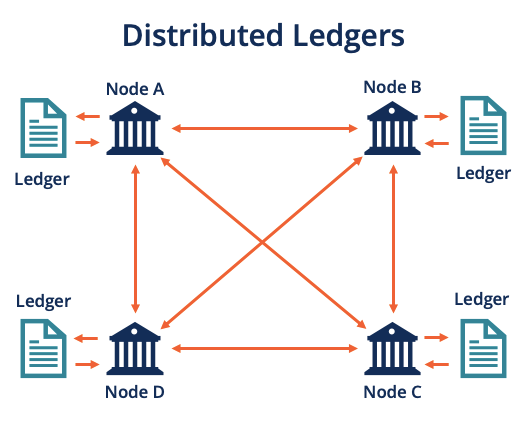 Distributed Ledgers
Node A
Node B
Ledger
Ledger
Ledger
Ledger
Node D
Node C